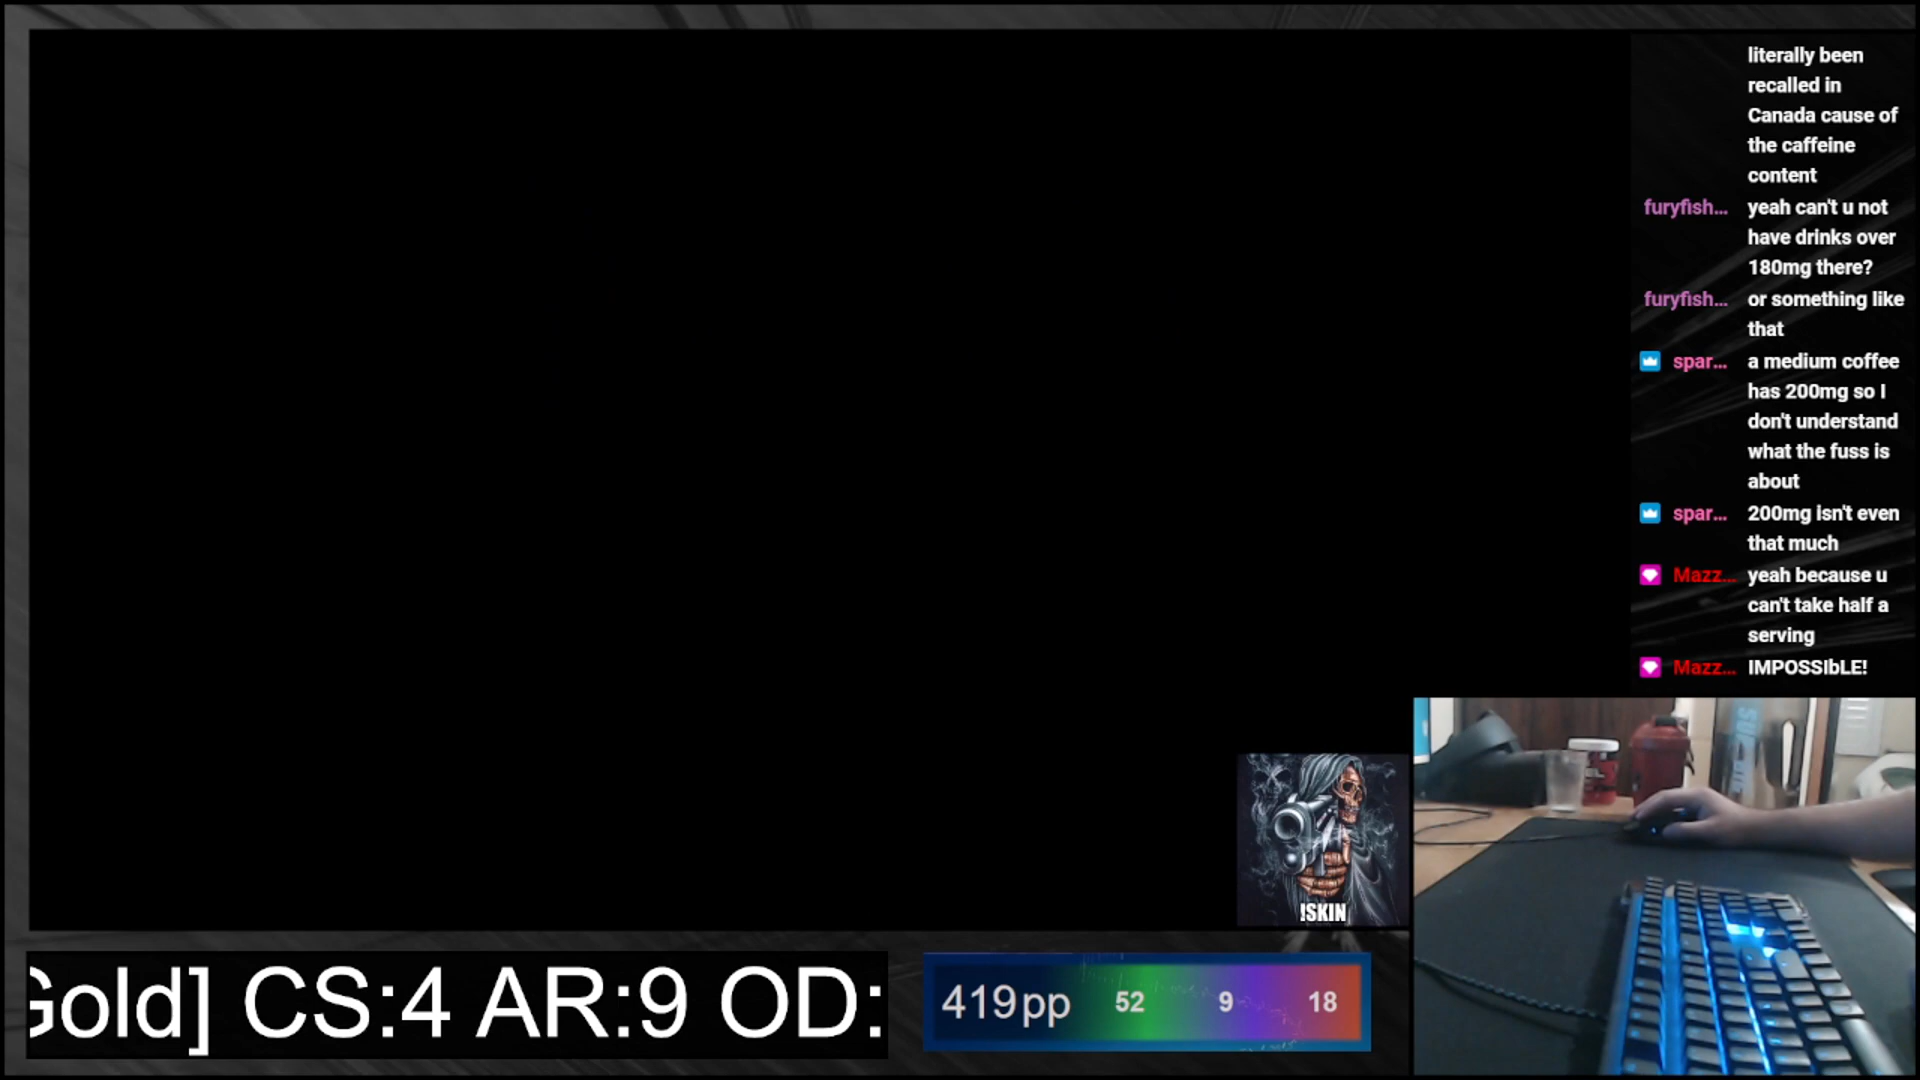 literally been
recalled in
Canada cause of
the caffeine
content
furyfish... yeah can't u not
have drinks over
180mg there?
furyfish... or something like
that
spar... a medium coffee
has 200mg so I
don't understand
what the fuss is
about
spar... 200mg isn't even
that much
Mazz... yeah because u
can't take half a
serving
Mazz... IMPOSSIbLE!
!SKIN
Gold] CS:4 AR:9 OD:
419pp 52 9 18